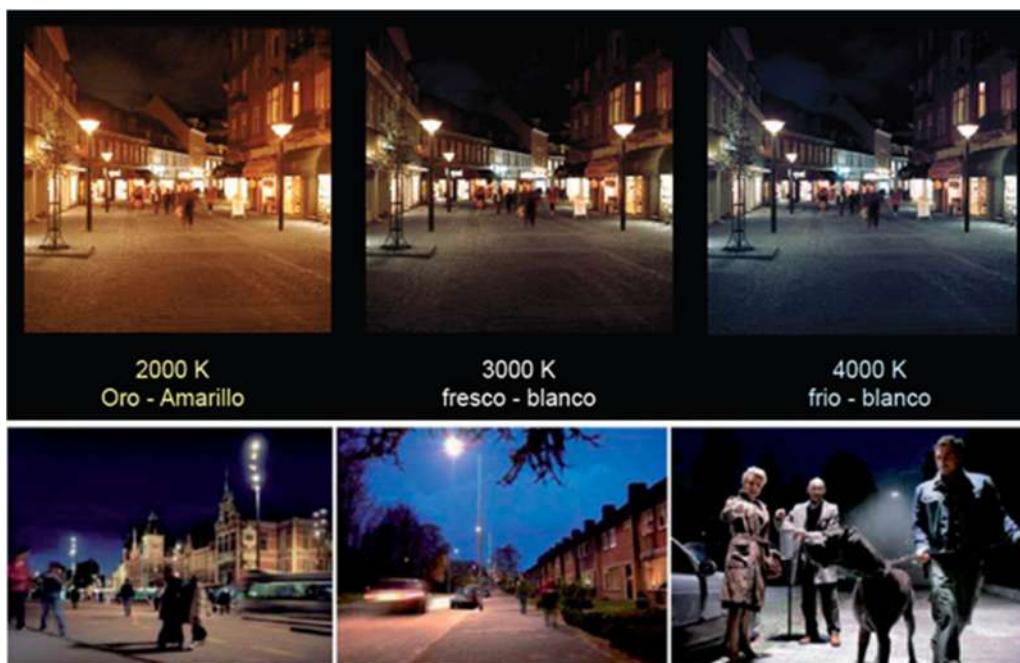 2000 K
Oro - Amarillo
3000 K
fresco - blanco
4000 K
frio - blanco